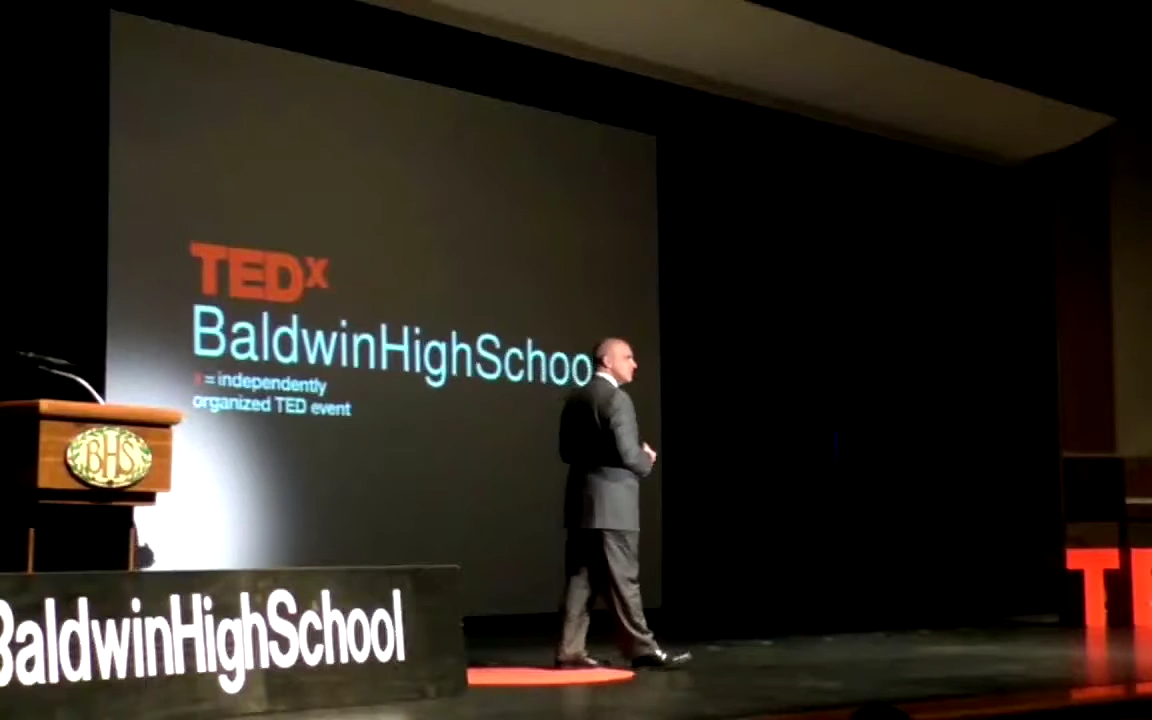 TEDx
BaldwinHighSchoo
x = independently
organized TED event
BHS
BaldwinHighSchool
TE